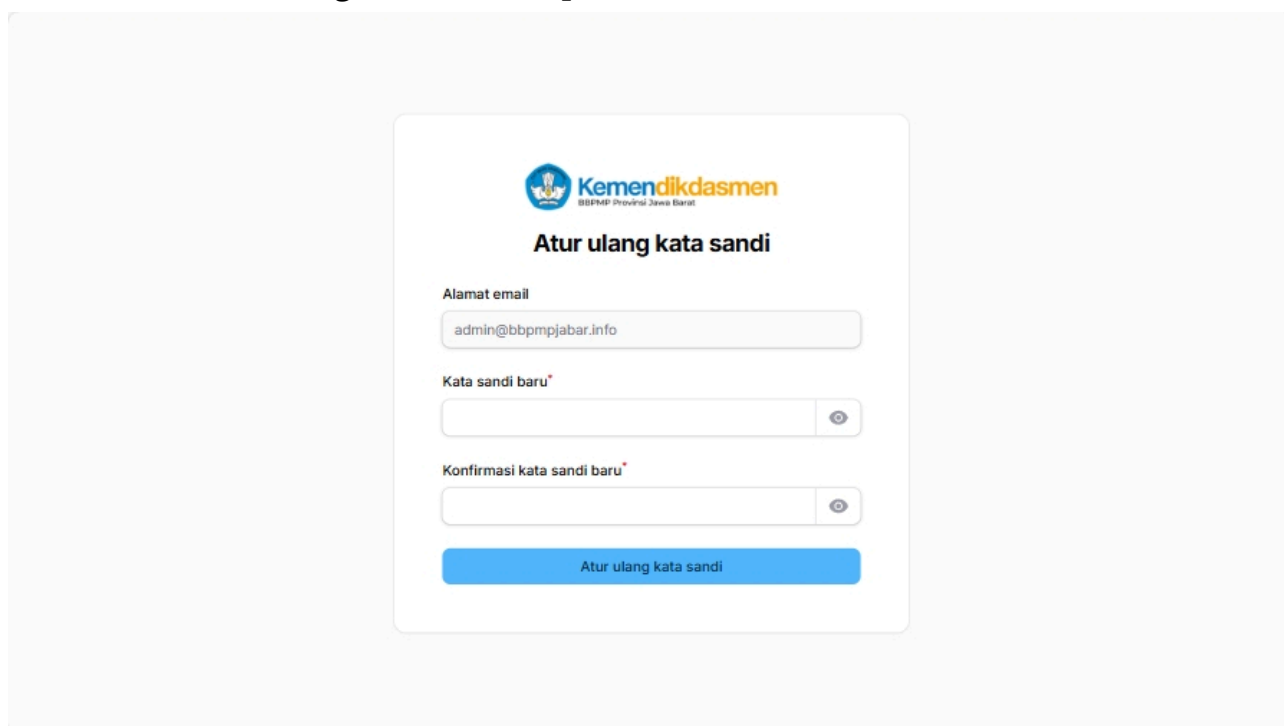 Kemendikdasmen
BBPMP Provinsi Jawa Barat
Atur ulang kata sandi
Alamat email
admin@bbpmpjabar.info
Kata sandi baru*
Konfirmasi kata sandi baru*
Atur ulang kata sandi